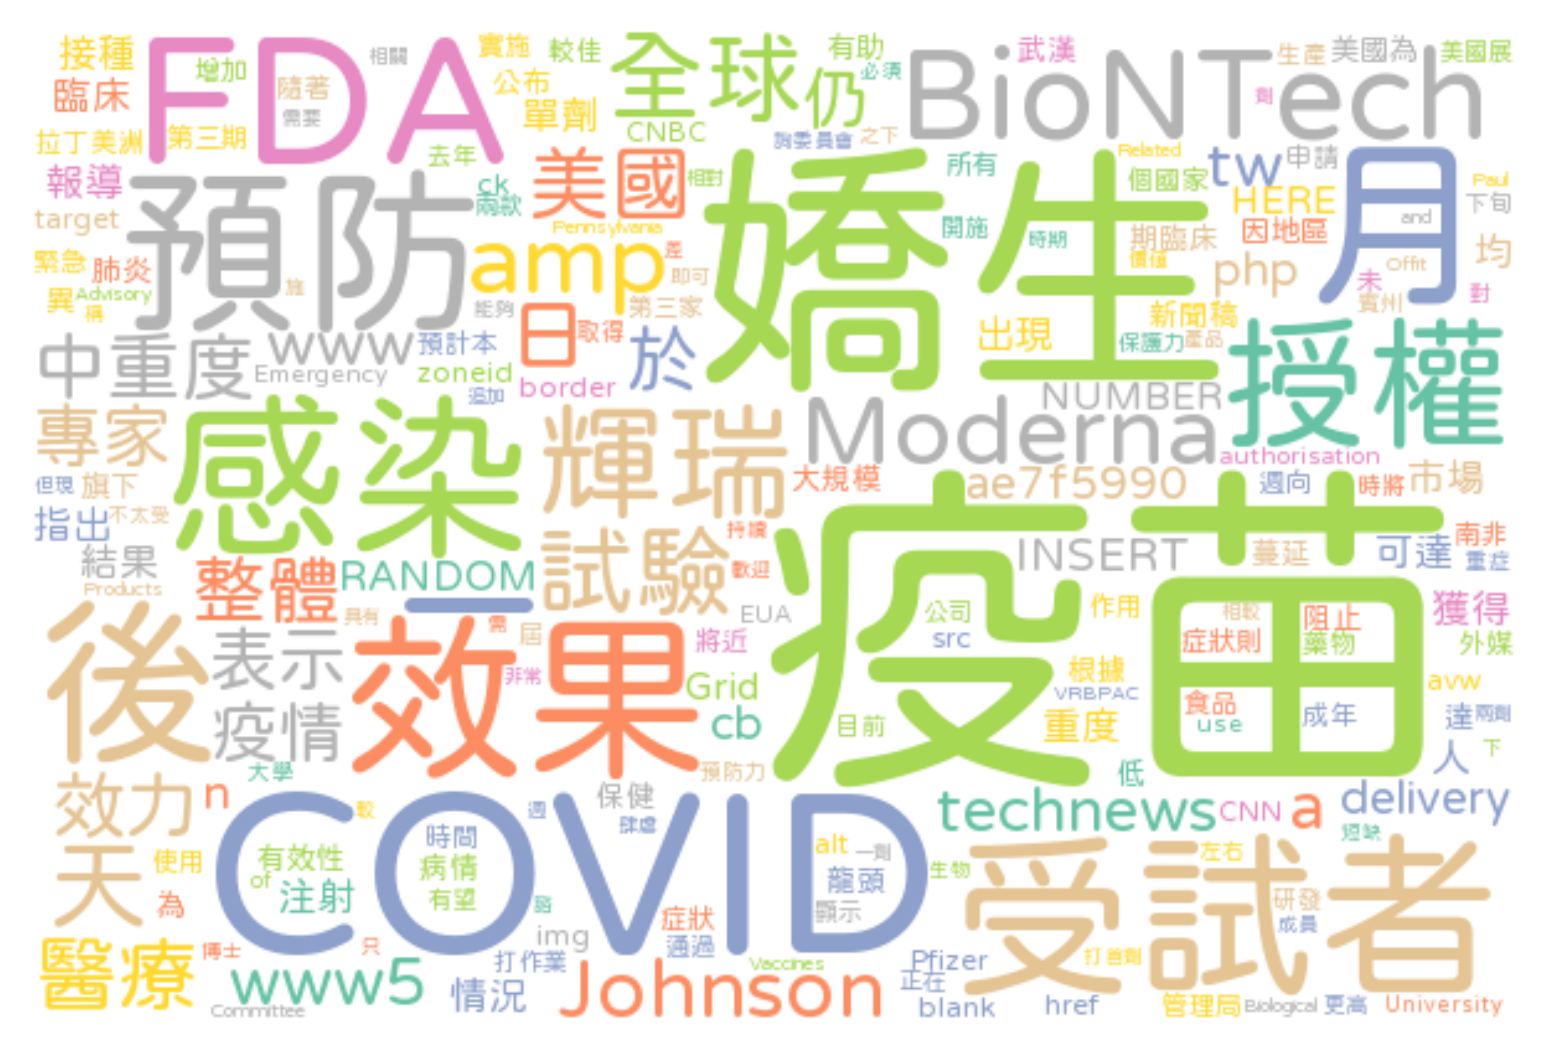 接種
FDA
相關
實施
較佳
全球
有助
BioNTech
武漢
生產
美國為
美國展
臨床
增加
隨著
需要
公布
單劑
CNBC
仍
必須
劑
拉丁美洲
第三期
去年
詢委員會
之下
報導
預防
ck
兩款
美國
相對
嬌生
所有
Related
tw
申請
月
Paul
下旬
個國家
HERE
target
Pennsylvania
開施
時期
期臨床
因地區
and
均
緊急
肺炎
amp
差
即可
價值
php
未
Offit
異
Advisory
稱
施
能夠
第三家
新聞稿
賓州
對
中重度
www
預計本
日
取得
於
出現
保護力
產品
授權
Emergency
zoneid
border
追加
NUMBER
專家
感染
輝瑞
Moderna
authorisation
但現
旗下
大規模
ae7f5990
週向
時將
市場
指出
不太受
試驗
持續
疫苗
南非
結果
Products
整體
RANDOM
歡迎
INSERT
蔓延
可達
重症
後
表示
具有
_
效果
需
屆
EUA
公司
作用
相較
阻止
獲得
將近
src
症狀則
藥物
外媒
疫情
非常
Grid
根據
VRBPAC
avw
cb
目前
重度
食品
use
成年
達
兩劑
大學
預防力
低
人
下
效力
n
COVID
較
週
保健
肆虐
technews
CNN
a
delivery
時間
alt
一劑
短缺
天
使用
有效性
病情
龍頭
生物
受試者
左右
of
注射
有望
顯示
研發
為
症狀
成員
醫療
博士
只
img
通過
www5
打作業
Vaccines
Pfizer
打首劑
情況
Johnson
正在
Committee
blank
href
管理局
Biological
更高
University